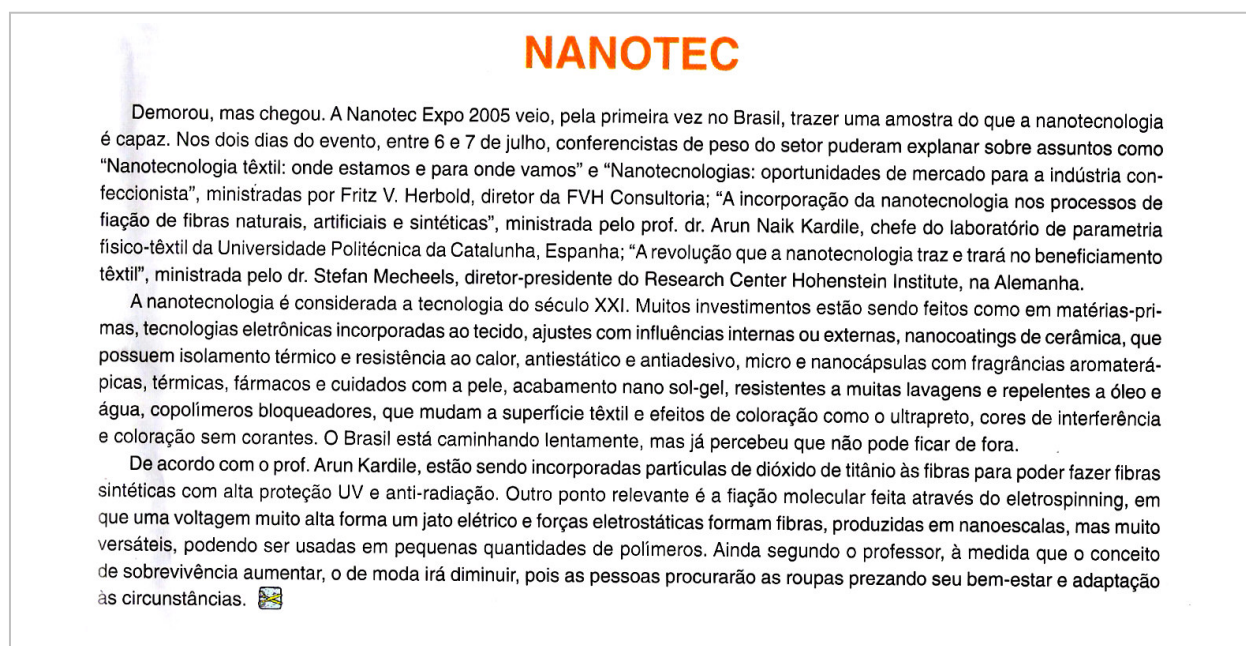 NANOTEC
Demorou, mas chegou. A Nanotec Expo 2005 veio, pela primeira vez no Brasil, trazer uma amostra do que a nanotecnologia
é capaz. Nos dois dias do evento, entre 6 e 7 de julho, conferencistas de peso do setor puderam explanar sobre assuntos como
“Nanotecnologia têxtil: onde estamos e para onde vamos” e “Nanotecnologias: oportunidades de mercado para a indústria con-
feccionista”, ministradas por Fritz V. Herbold, diretor da FVH Consultoria; “A incorporação da nanotecnologia nos processos de
fiação de fibras naturais, artificiais e sintéticas”, ministrada pelo prof. dr. Arun Naik Kardile, chefe do laboratório de parametria
físico-têxtil da Universidade Politécnica da Catalunha, Espanha; “A revolução que a nanotecnologia traz e trará no beneficiamento
têxtil”, ministrada pelo dr. Stefan Mecheels, diretor-presidente do Research Center Hohenstein Institute, na Alemanha.
A nanotecnologia é considerada a tecnologia do século XXI. Muitos investimentos estão sendo feitos como em matérias-pri-
mas, tecnologias eletrônicas incorporadas ao tecido, ajustes com influências internas ou externas, nanocoatings de cerâmica, que
possuem isolamento térmico e resistência ao calor, antiestático e antiadesivo, micro e nanocápsulas com fragrâncias aromaterá-
picas, térmicas, fármacos e cuidados com a pele, acabamento nano sol-gel, resistentes a muitas lavagens e repelentes a óleo e
água, copolímeros bloqueadores, que mudam a superfície têxtil e efeitos de coloração como o ultrapreto, cores de interferência
e coloração sem corantes. O Brasil está caminhando lentamente, mas já percebeu que não pode ficar de fora.
De acordo com o prof. Arun Kardile, estão sendo incorporadas partículas de dióxido de titânio às fibras para poder fazer fibras
sintéticas com alta proteção UV e anti-radiação. Outro ponto relevante é a fiação molecular feita através do eletrospinning, em
que uma voltagem muito alta forma um jato elétrico e forças eletrostáticas formam fibras, produzidas em nanoescalas, mas muito
versáteis, podendo ser usadas em pequenas quantidades de polímeros. Ainda segundo o professor, à medida que o conceito
de sobrevivência aumentar, o de moda irá diminuir, pois as pessoas procurarão as roupas prezando seu bem-estar e adaptação
às circunstâncias.